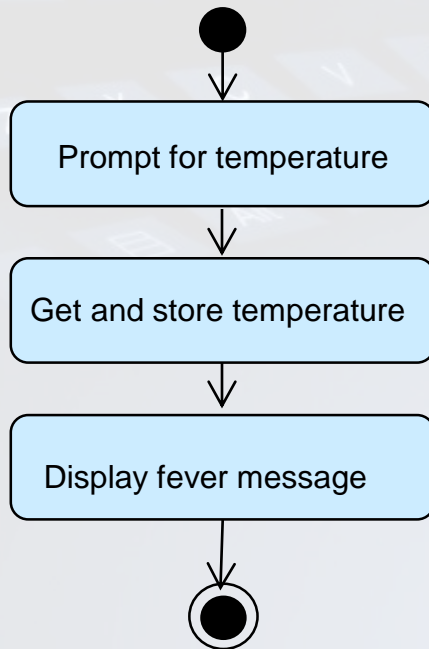 Prompt for temperature
Get and store temperature
Display fever message